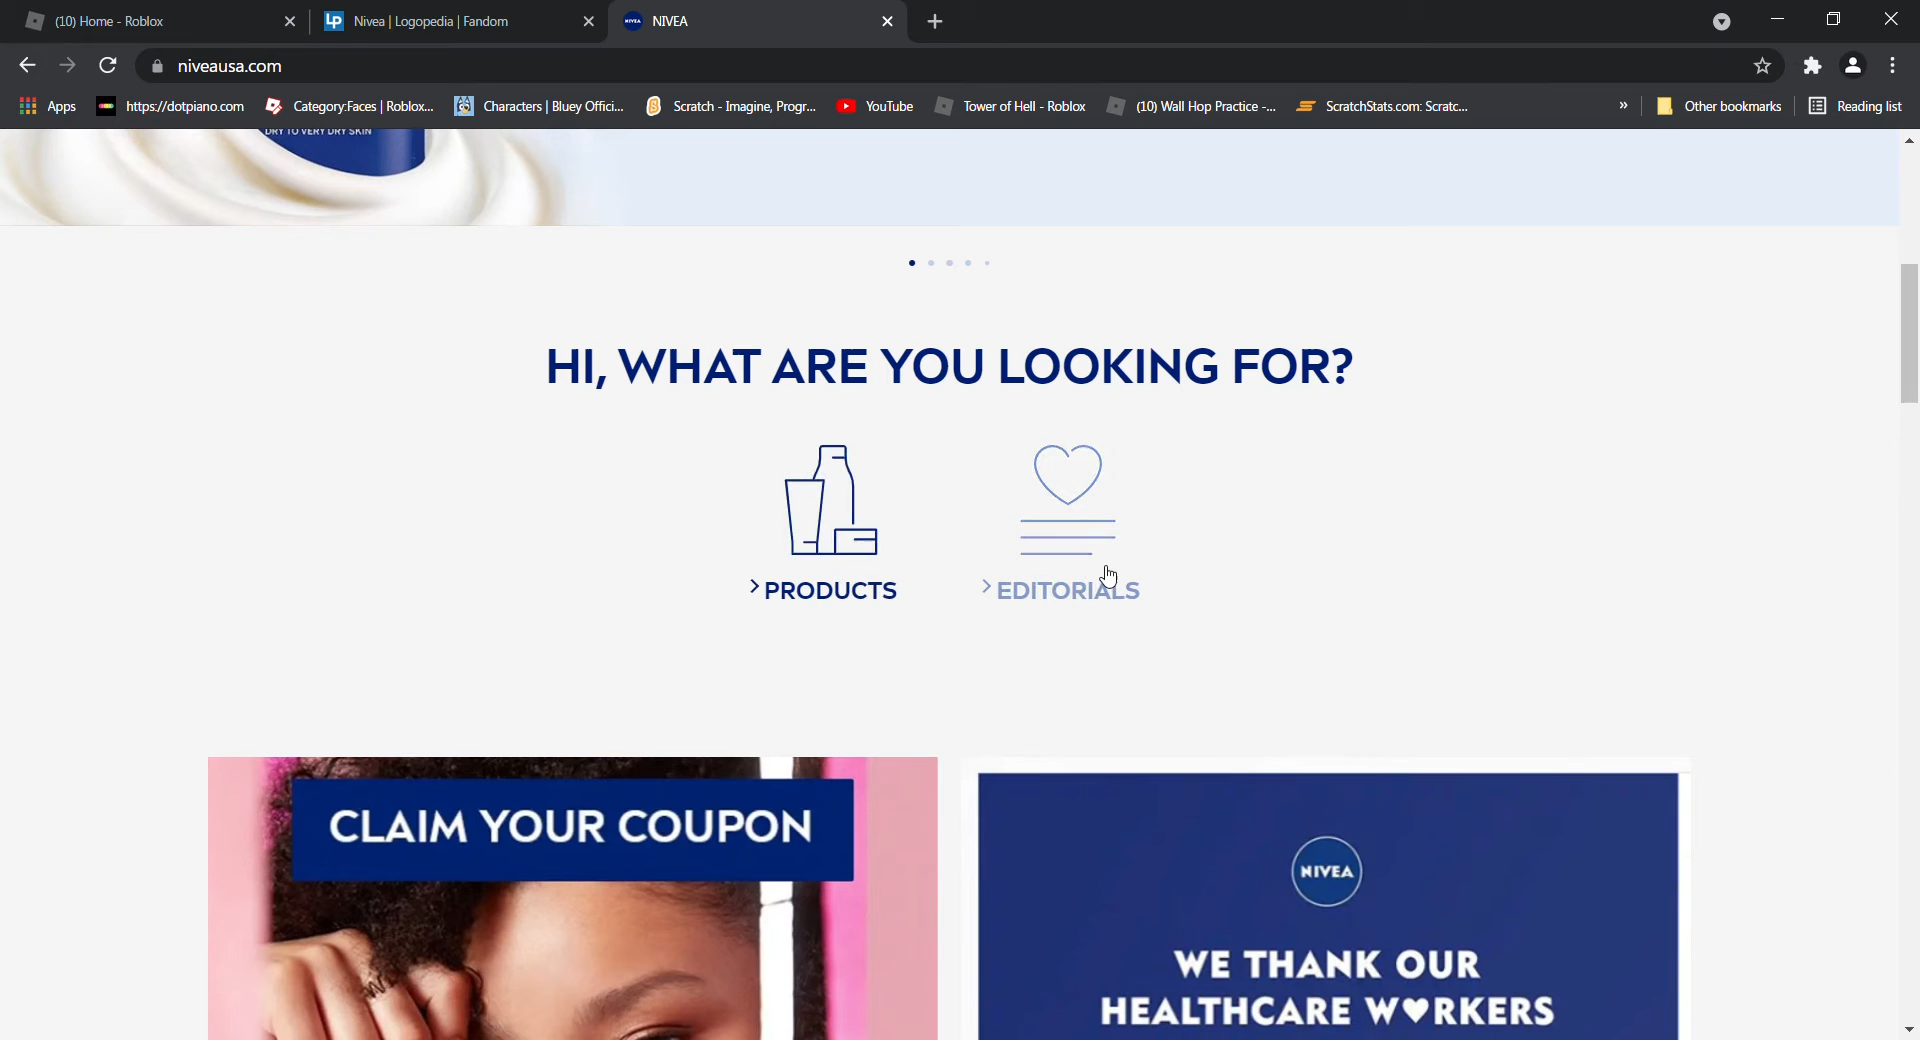 (10) Home - Roblox
Nivea | Logopedia | Fandom
NIVEA
NIVEA
niveausa.com
Apps
https://dotpiano.com
Category:Faces | Roblox...
Characters | Bluey Offici...
Scratch - Imagine, Progr...
YouTube
Tower of Hell - Roblox
(10) Wall Hop Practice -...
ScratchStats.com: Scratc...
»
Other bookmarks
Reading list
DRY TO VERY DRY SKIN
HI, WHAT ARE YOU LOOKING FOR?
PRODUCTS
EDITORIALS
CLAIM YOUR COUPON
NIVEA
WE THANK OUR
HEALTHCARE W♥RKERS